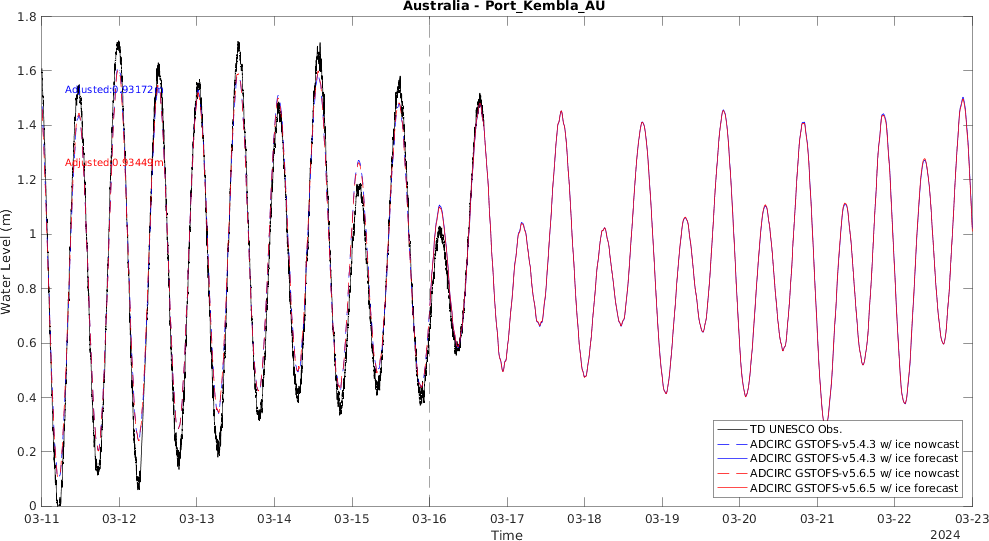 Australia - Port_Kembla_AU
1.8
1.6
1.4
1.2
1
0.8
0.6
0.4
0.2
0
Water Level (m)
Adjusted:0.93172m
Adjusted:0.93449m
TD UNESCO Obs.
ADCIRC GSTOFS-v5.4.3 w/ ice nowcast
ADCIRC GSTOFS-v5.4.3 w/ ice forecast
ADCIRC GSTOFS-v5.6.5 w/ ice nowcast
ADCIRC GSTOFS-v5.6.5 w/ ice forecast
03-11 03-12 03-13 03-14 03-15 03-16 03-17 03-18 03-19 03-20 03-21 03-22 03-23
Time
2024